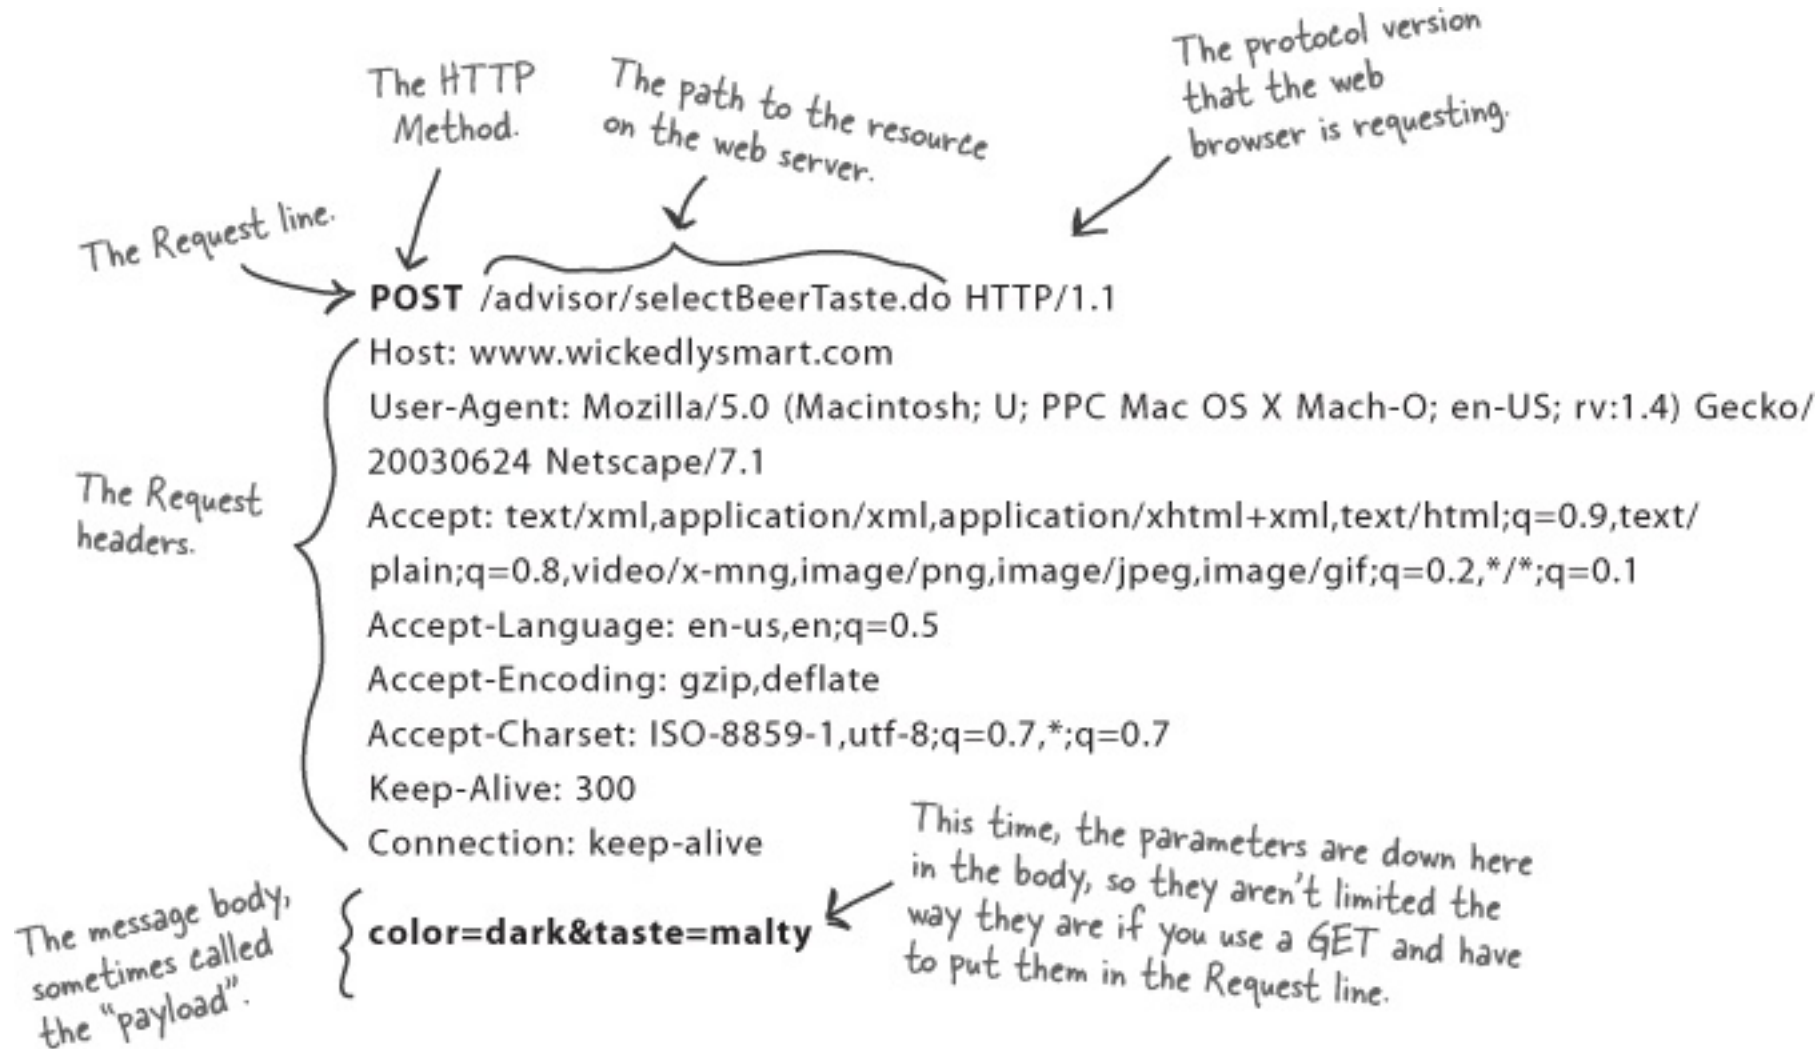 The HTTP
Method.
The path to the resource
on the web server.
The protocol version
that the web
browser is requesting.
The Request line.
POST /advisor/selectBeerTaste.do HTTP/1.1
Host: www.wickedlysmart.com
User-Agent: Mozilla/5.0 (Macintosh; U; PPC Mac OS X Mach-O; en-US; rv:1.4) Gecko/
20030624 Netscape/7.1
Accept: text/xml,application/xml,application/xhtml+xml,text/html;q=0.9,text/
plain;q=0.8,video/x-mng,image/png,image/jpeg,image/gif;q=0.2,*/*;q=0.1
Accept-Language: en-us,en;q=0.5
Accept-Encoding: gzip,deflate
Accept-Charset: ISO-8859-1,utf-8;q=0.7,*;q=0.7
Keep-Alive: 300
Connection: keep-alive
The Request
headers.
color=dark&taste=malty
The message body,
sometimes called
the "payload".
This time, the parameters are down here
in the body, so they aren't limited the
way they are if you use a GET and have
to put them in the Request line.